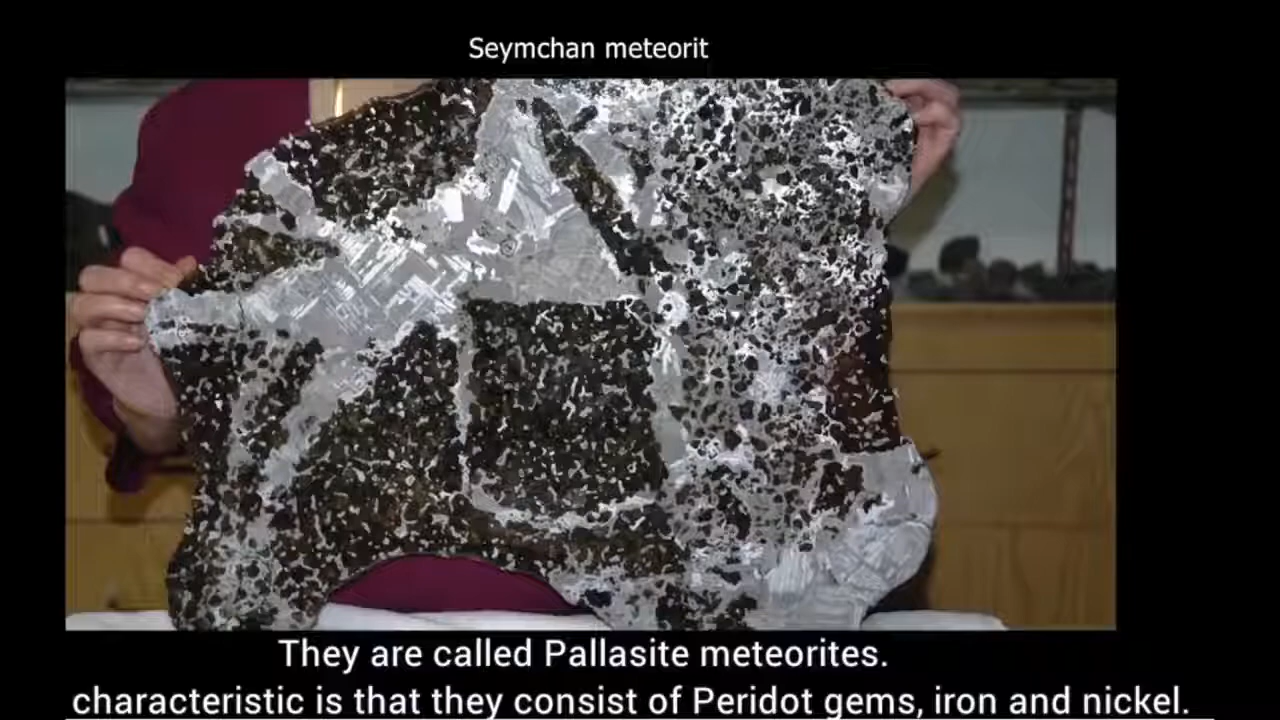 Seymchan meteorit
They are called Pallasite meteorites.
characteristic is that they consist of Peridot gems, iron and nickel.